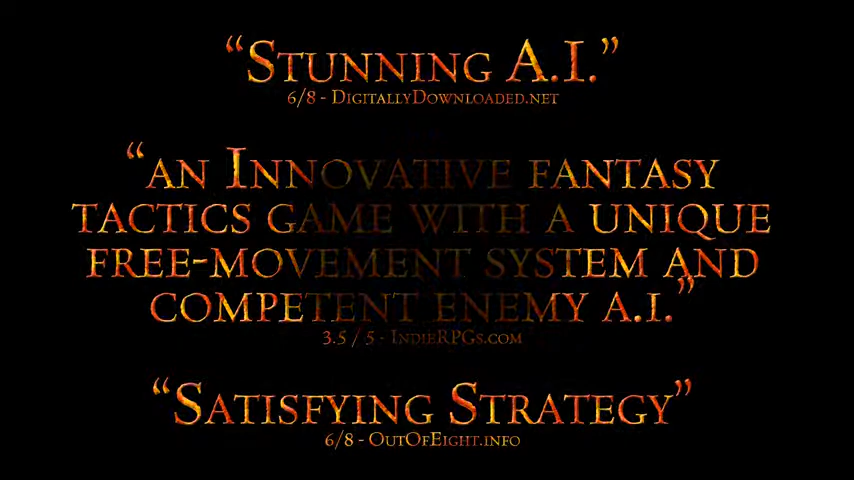 “Stunning A.I.”
6/8 - DigitallyDownloaded.net
“an Innovative fantasy
tactics game with a unique
free-movement system and
competent enemy A.I.”
3.5 / 5 - IndieRPGs.com
“Satisfying Strategy”
6/8 - OutOfEight.info